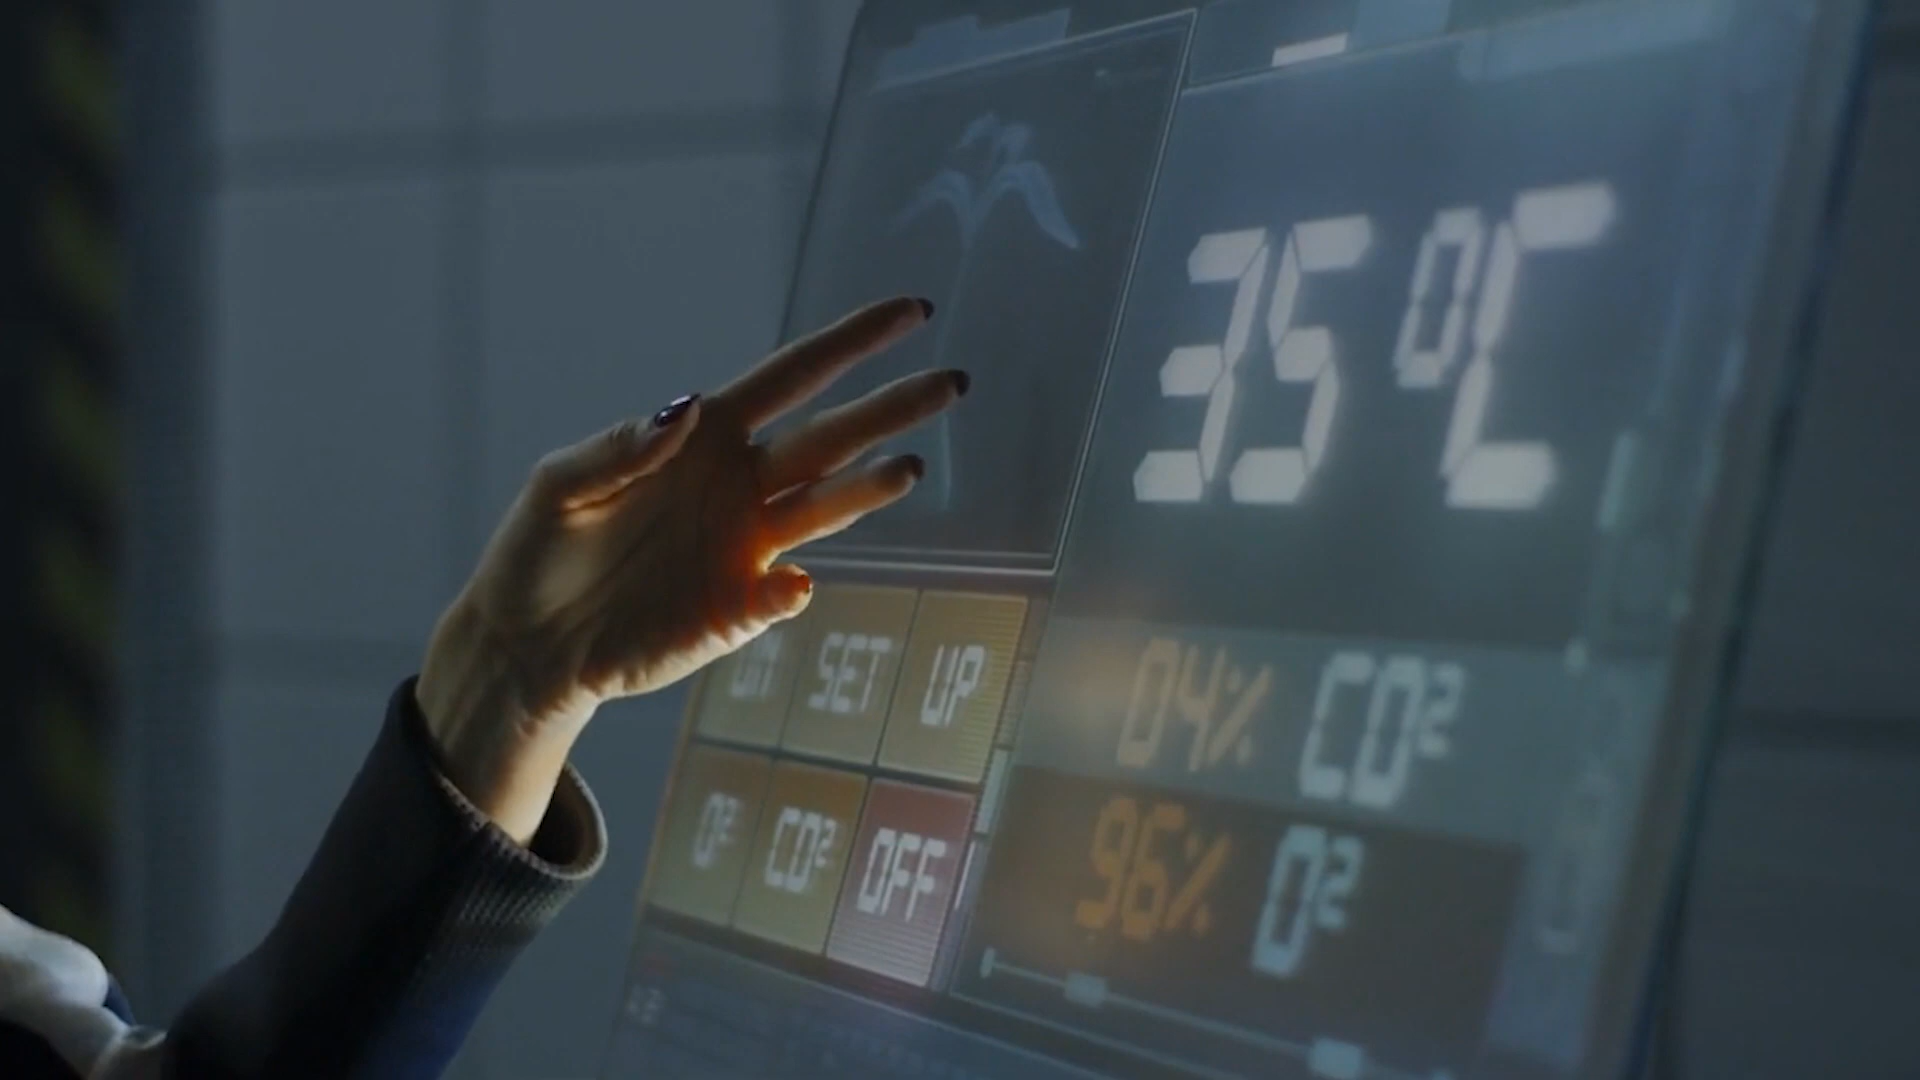 35°C
SET UP
04% CO²
O² CO² OFF
96% O²